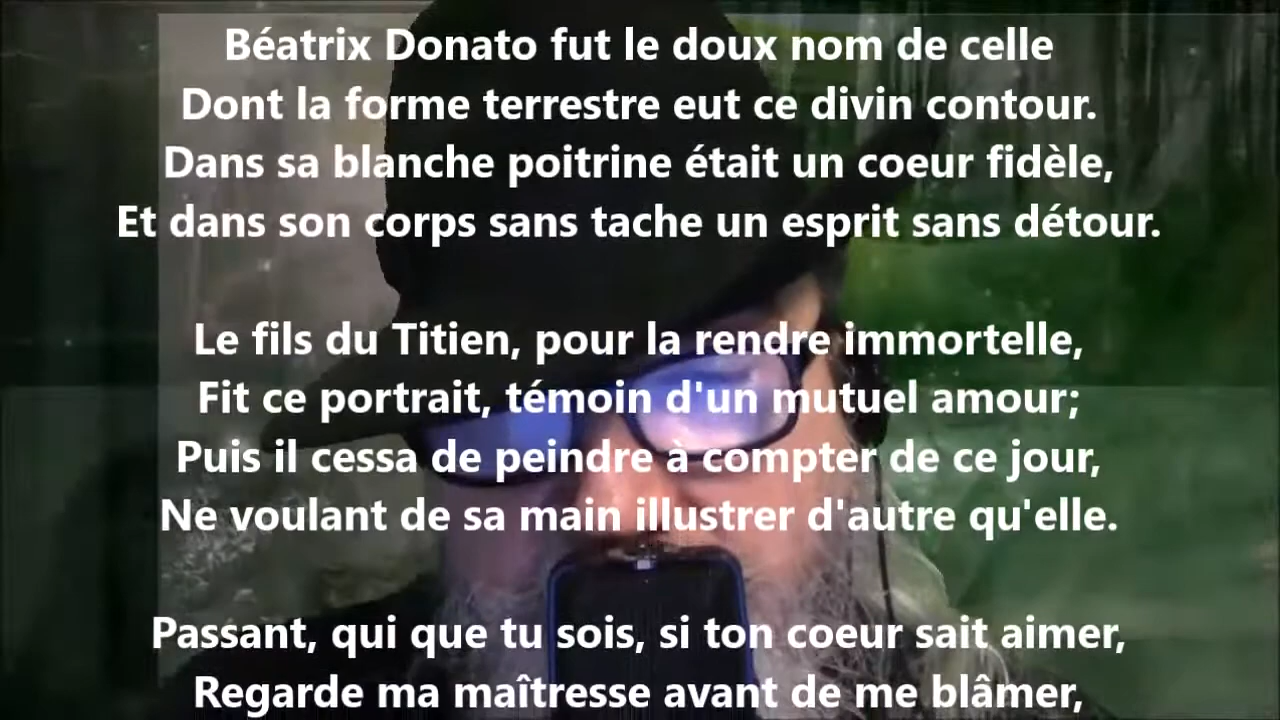 Béatrix Donato fut le doux nom de celle
Dont la forme terrestre eut ce divin contour.
Dans sa blanche poitrine était un coeur fidèle,
Et dans son corps sans tache un esprit sans détour.
Le fils du Titien, pour la rendre immortelle,
Fit ce portrait, témoin d'un mutuel amour;
Puis il cessa de peindre à compter de ce jour,
Ne voulant de sa main illustrer d'autre qu'elle.
Passant, qui que tu sois, si ton coeur sait aimer,
Regarde ma maîtresse avant de me blâmer,